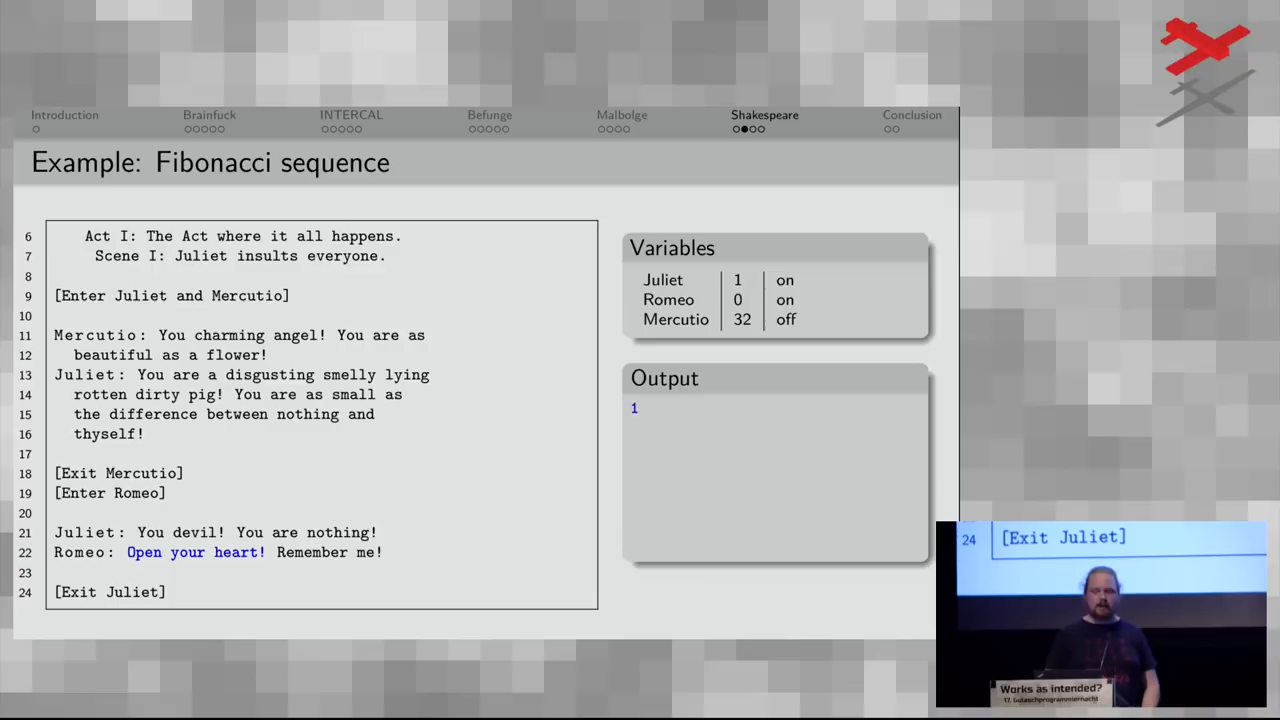 Introduction Brainfuck INTERCAL Befunge Malbolge Shakespeare Conclusion
Example: Fibonacci sequence
6 Act I: The Act where it all happens.
7 Scene I: Juliet insults everyone.
8
9 [Enter Juliet and Mercutio]
10
11 Mercutio: You charming angel! You are as
12 beautiful as a flower!
13 Juliet: You are a disgusting smelly lying
14 rotten dirty pig! You are as small as
15 the difference between nothing and
16 thyself!
17
18 [Exit Mercutio]
19 [Enter Romeo]
20
21 Juliet: You devil! You are nothing!
22 Romeo: Open your heart! Remember me!
23
24 [Exit Juliet]
Variables
Juliet 1 on
Romeo 0 on
Mercutio 32 off
Output
1
24 [Exit Juliet]
Works as intended?
17. Gulaschprogrammiernacht